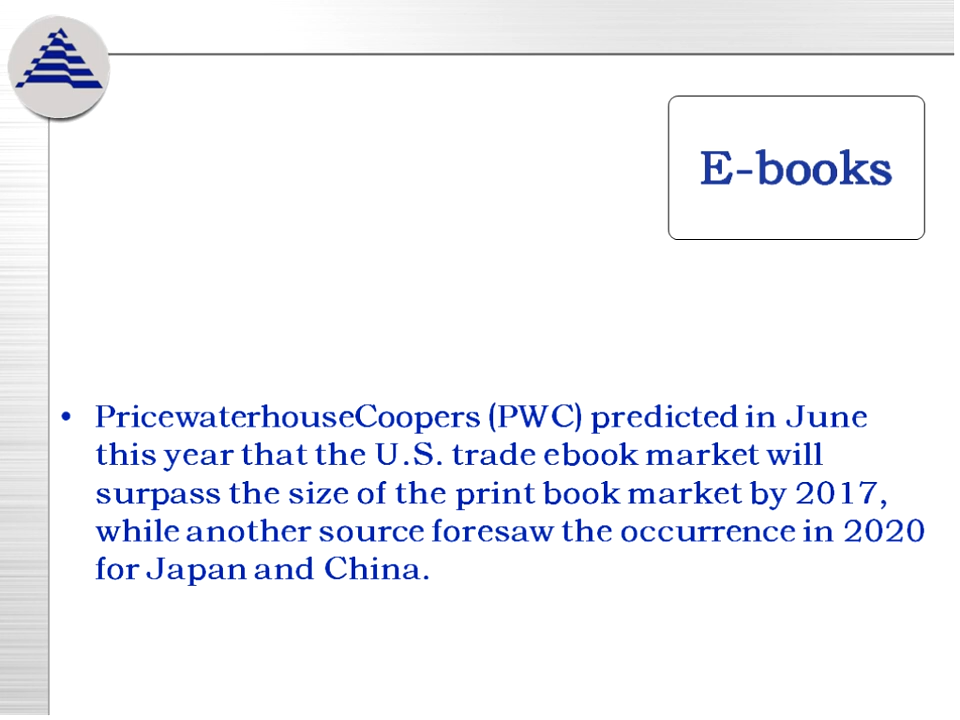 E-books
• PricewaterhouseCoopers (PWC) predicted in June
this year that the U.S. trade ebook market will
surpass the size of the print book market by 2017,
while another source foresaw the occurrence in 2020
for Japan and China.